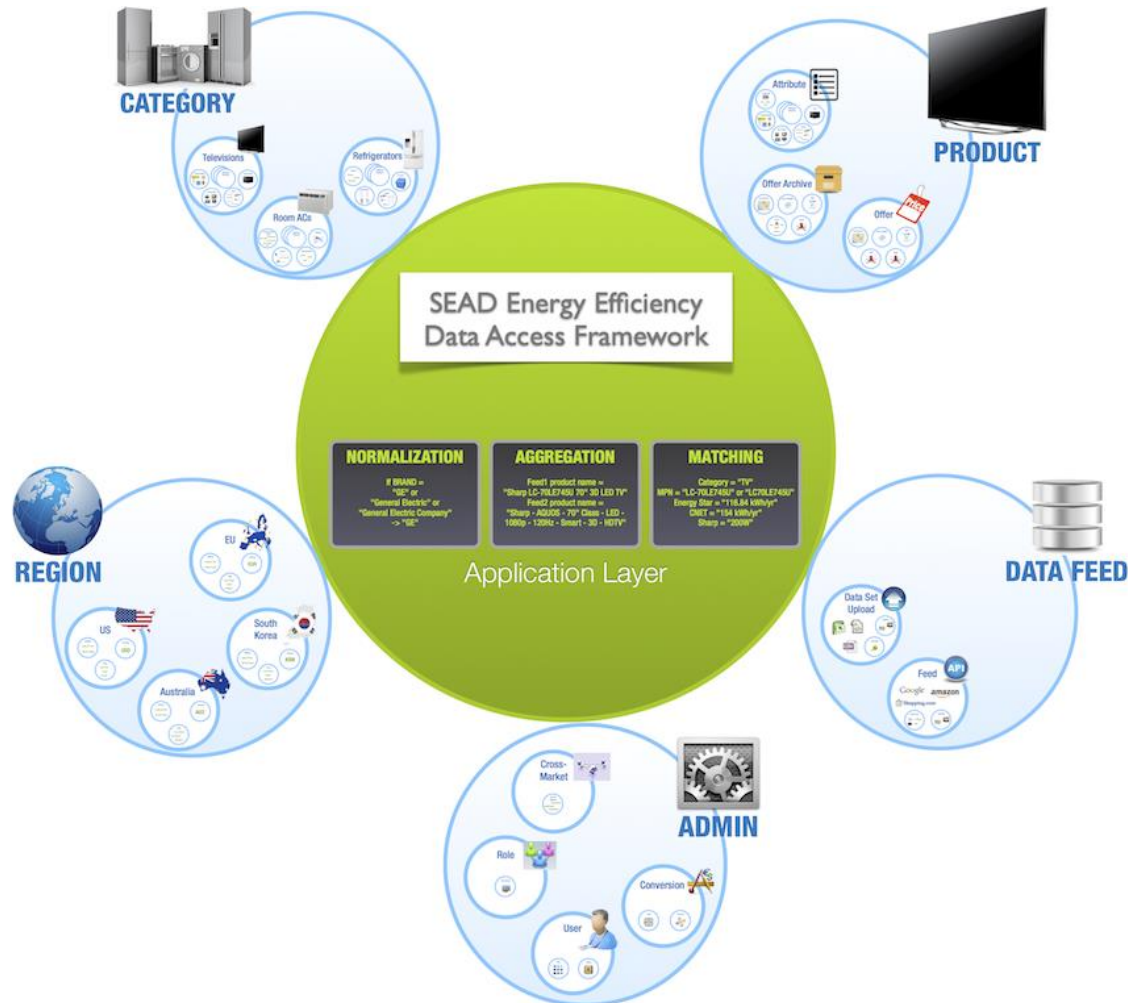 CATEGORY
Televisions
Refrigerators
Room ACs
Attribute
PRODUCT
Offer Archive
Offer
Price
SEAD Energy Efficiency
Data Access Framework
NORMALIZATION
If BRAND =
"GE" or
"General Electric" or
"General Electric Company"
-> "GE"
AGGREGATION
Feed1 product name =
"Sharp LC-70LE745U 70" 3D LED TV"
Feed2 product name =
"Sharp - AQUOS - 70" Class - LED -
1080p - 120Hz - Smart - 3D - HDTV"
MATCHING
Category = "TV"
MPN = "LC-70LE745U" or "LC70LE745U"
Energy Star = "116.84 kWh/yr"
CNET = "154 kWh/yr"
Sharp = "200W"
Application Layer
REGION
EU
US
South
Korea
Australia
DATA FEED
Data Set
Upload
Feed
API
Google
amazon
Shopping.com
ADMIN
Cross-
Market
Role
Conversion
User